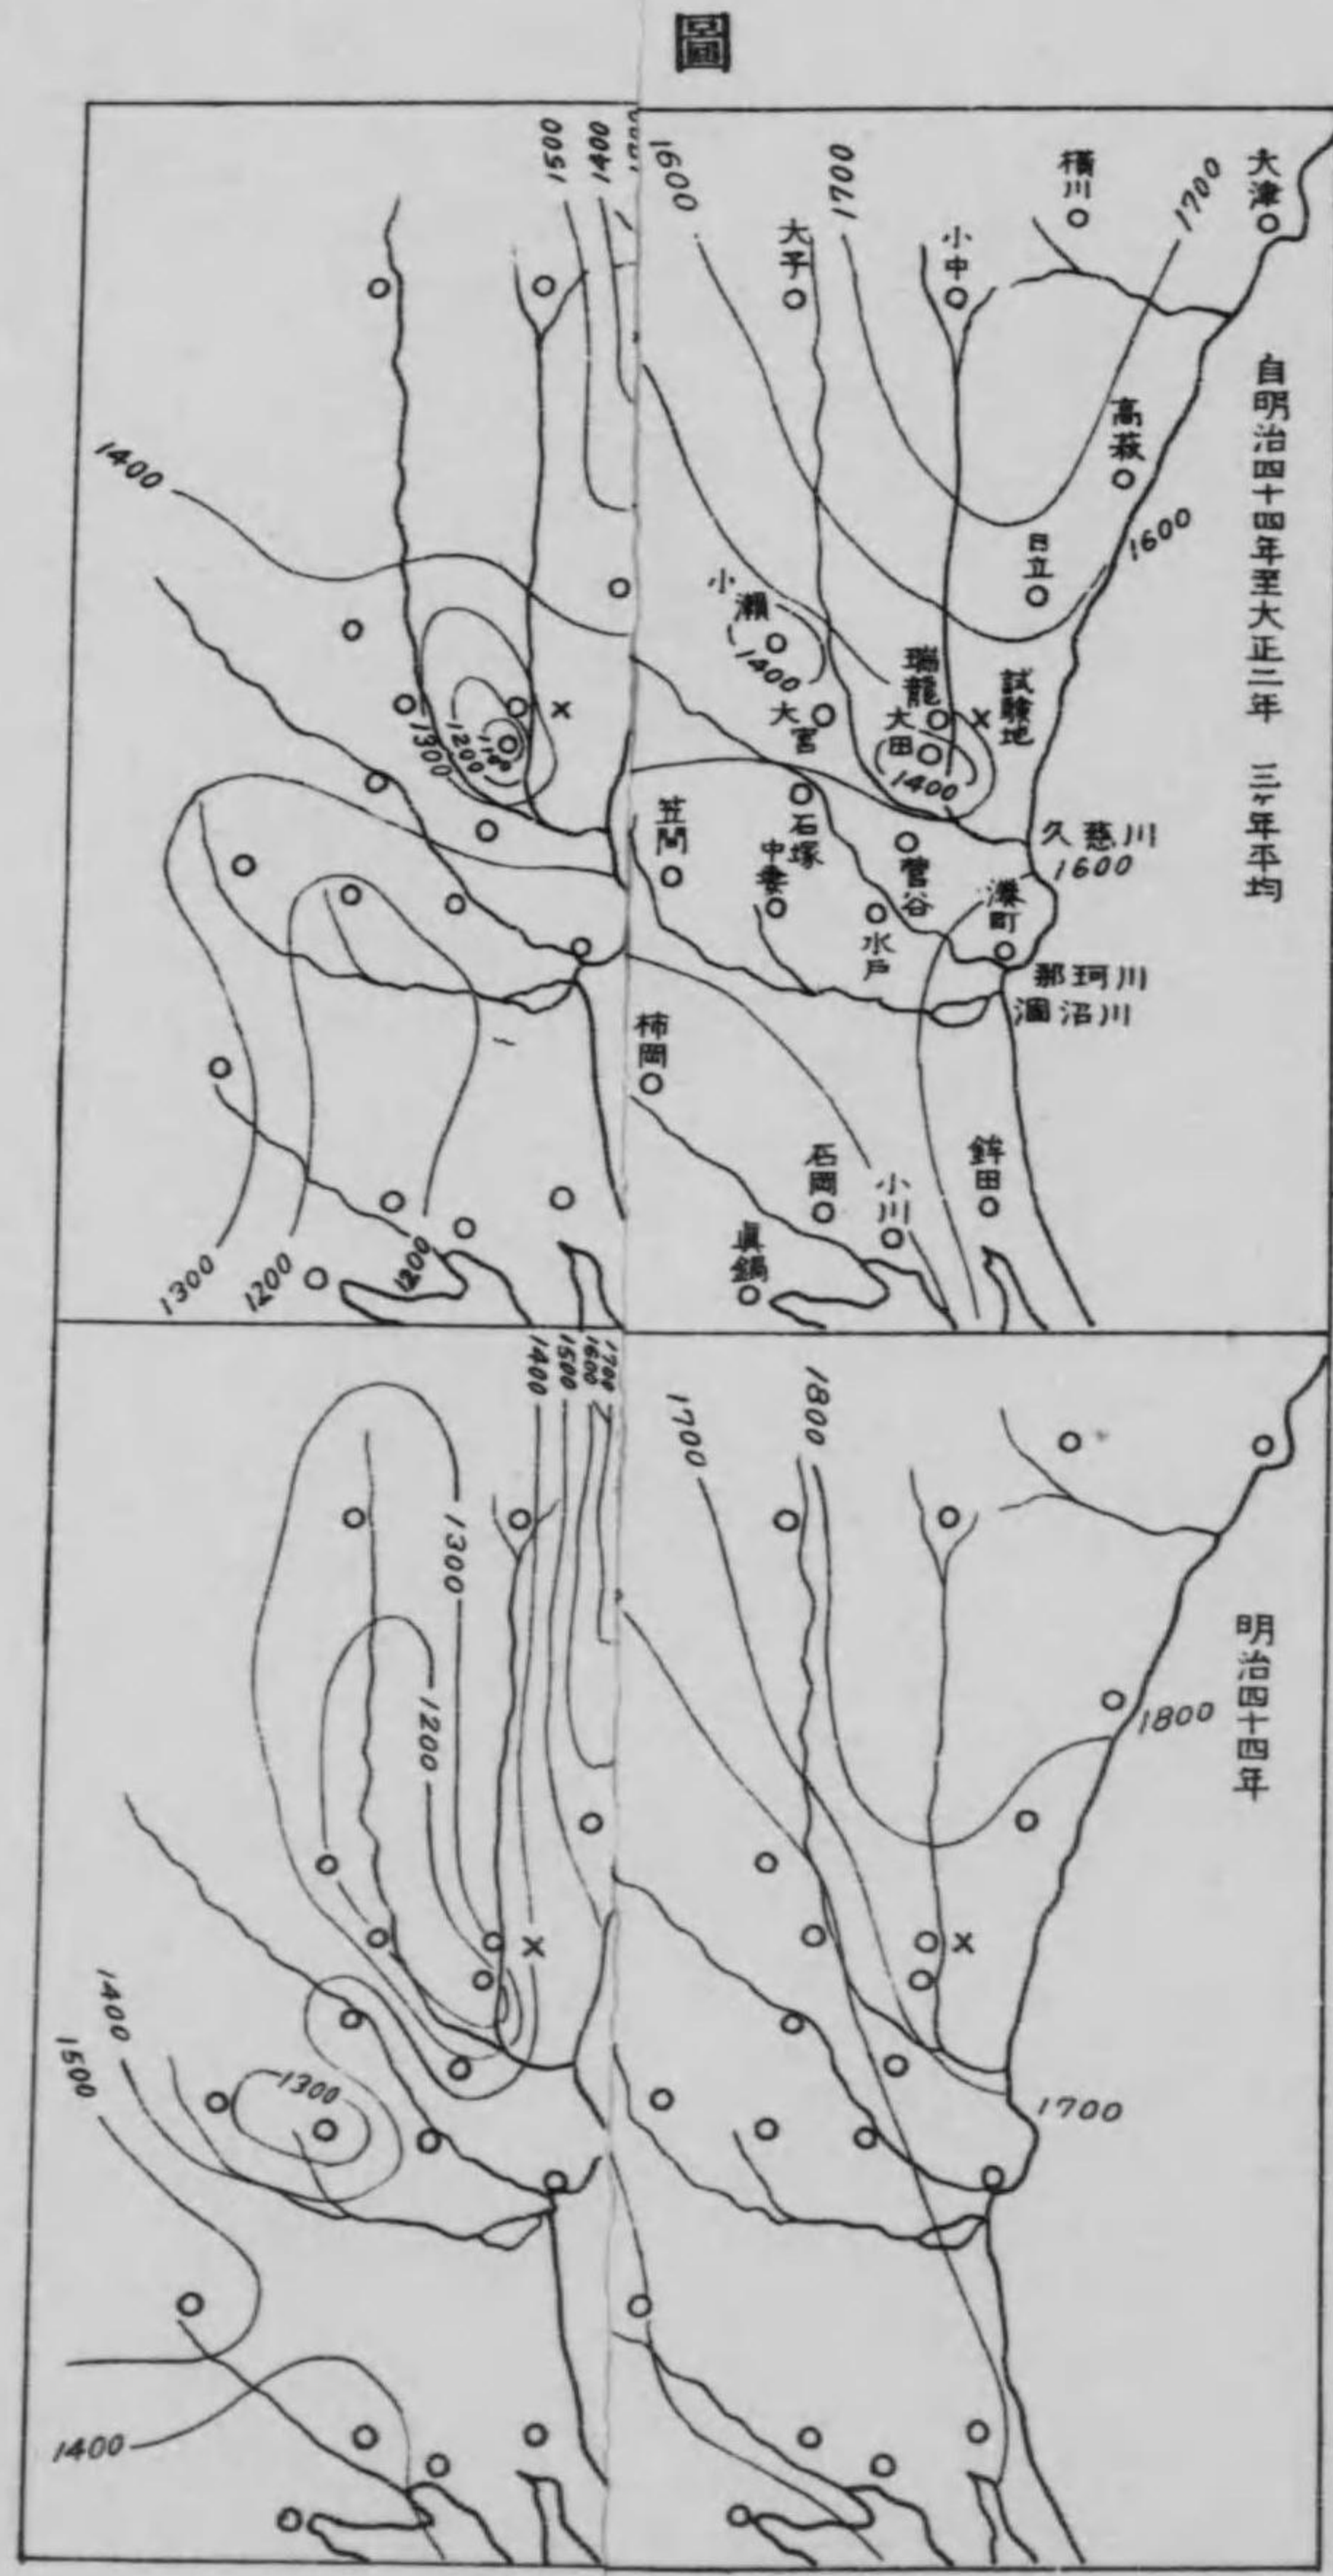 圖
自明治四十四年至大正二年 三ヶ年平均
大津
1700
橫川
小中
1700
大子
1600
高萩
1600
日立
試驗地
瑞龍
大田
1400
小瀬
1400
大宮
久慈川
1600
湊町
那珂川
涸沼川
菅谷
水戶
石塚
中妻
笠間
柿岡
鉾田
小川
石岡
眞鍋
1400
1500
1400
1300
1200
1300
1200
1200
明治四十四年
1800
1800
1700
1700
1700
1600
1500
1400
1300
1200
1400
1500
1300
1400